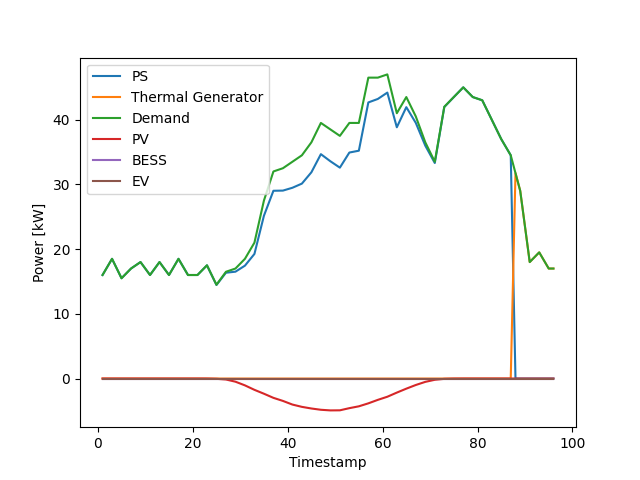 PS
Thermal Generator
Demand
PV
BESS
EV
Power [kW]
40
30
20
10
0
0 20 40 60 80 100
Timestamp